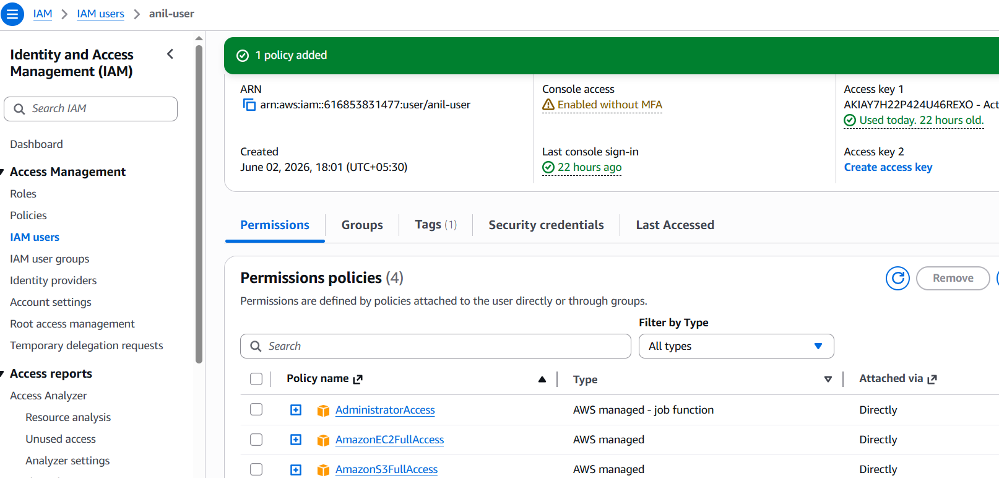 IAM > IAM users > anil-user
Identity and Access
Management (IAM)
Search IAM
Dashboard
Access Management
Roles
Policies
IAM users
IAM user groups
Identity providers
Account settings
Root access management
Temporary delegation requests
Access reports
Access Analyzer
Resource analysis
Unused access
Analyzer settings
1 policy added
ARN
arn:aws:iam::616853831477:user/anil-user
Created
June 02, 2026, 18:01 (UTC+05:30)
Console access
Enabled without MFA
Last console sign-in
22 hours ago
Access key 1
AKIAY7H22P424U46REXO - Act
Used today. 22 hours old.
Access key 2
Create access key
Permissions Groups Tags (1) Security credentials Last Accessed
Permissions policies (4)
Remove
Permissions are defined by policies attached to the user directly or through groups.
Filter by Type
Search
All types
Policy name Type Attached via
AdministratorAccess AWS managed - job function Directly
AmazonEC2FullAccess AWS managed Directly
AmazonS3FullAccess AWS managed Directly